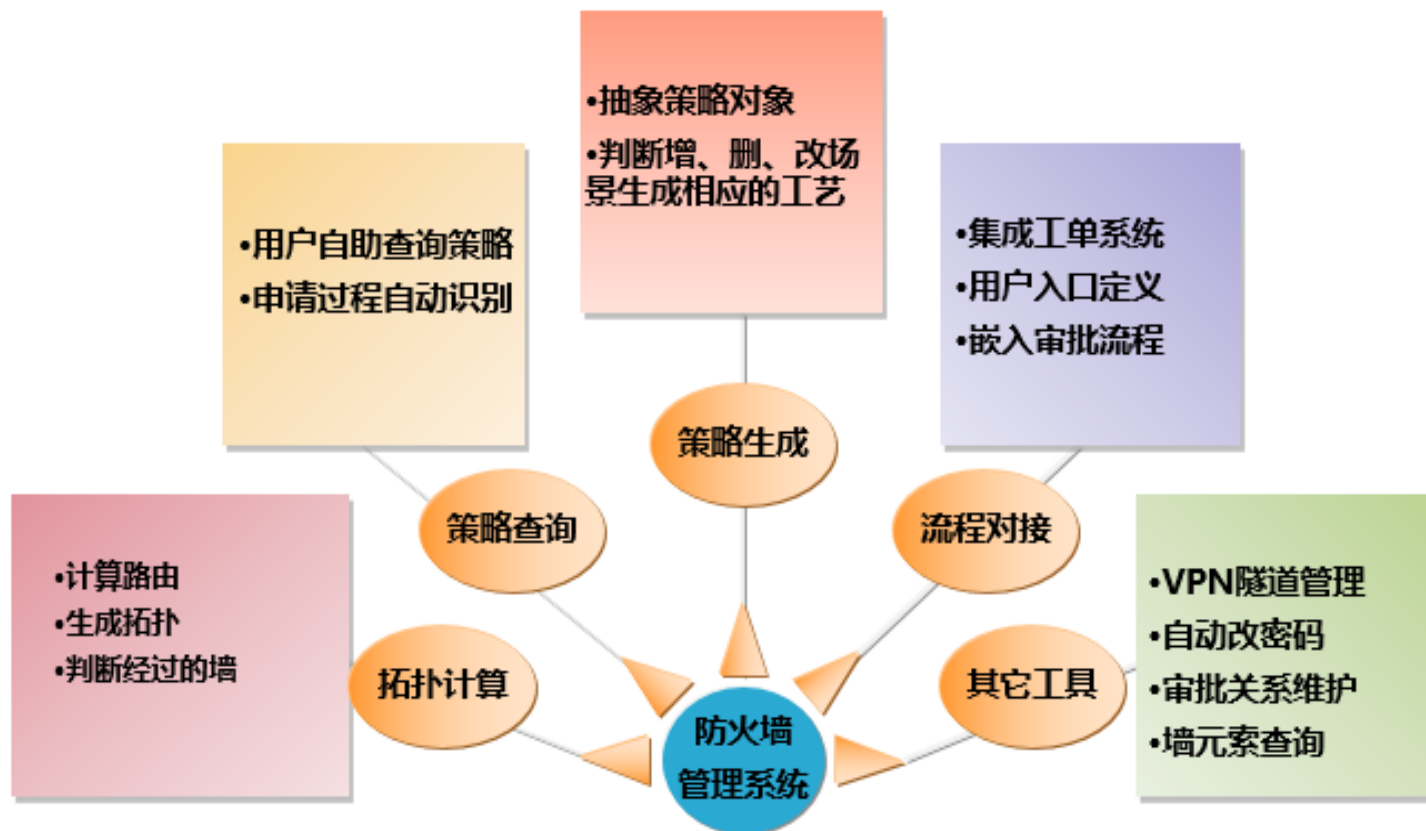 •抽象策略对象
•判断增、删、改场
景生成相应的工艺
•用户自助查询策略
•申请过程自动识别
•集成工单系统
•用户入口定义
•嵌入审批流程
策略生成
策略查询
流程对接
•计算路由
•生成拓扑
•判断经过的墙
•VPN隧道管理
•自动改密码
•审批关系维护
•墙元索查询
拓扑计算
其它工具
防火墙
管理系统